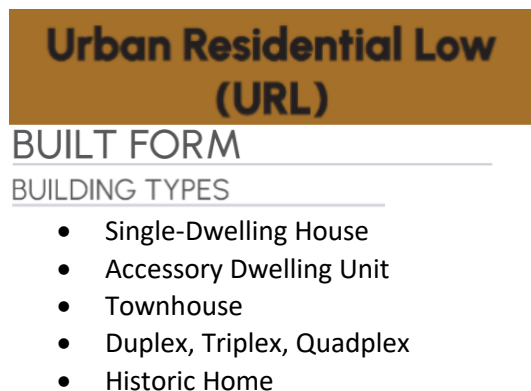 Urban Residential Low
(URL)
BUILT FORM
BUILDING TYPES
• Single-Dwelling House
• Accessory Dwelling Unit
• Townhouse
• Duplex, Triplex, Quadplex
• Historic Home